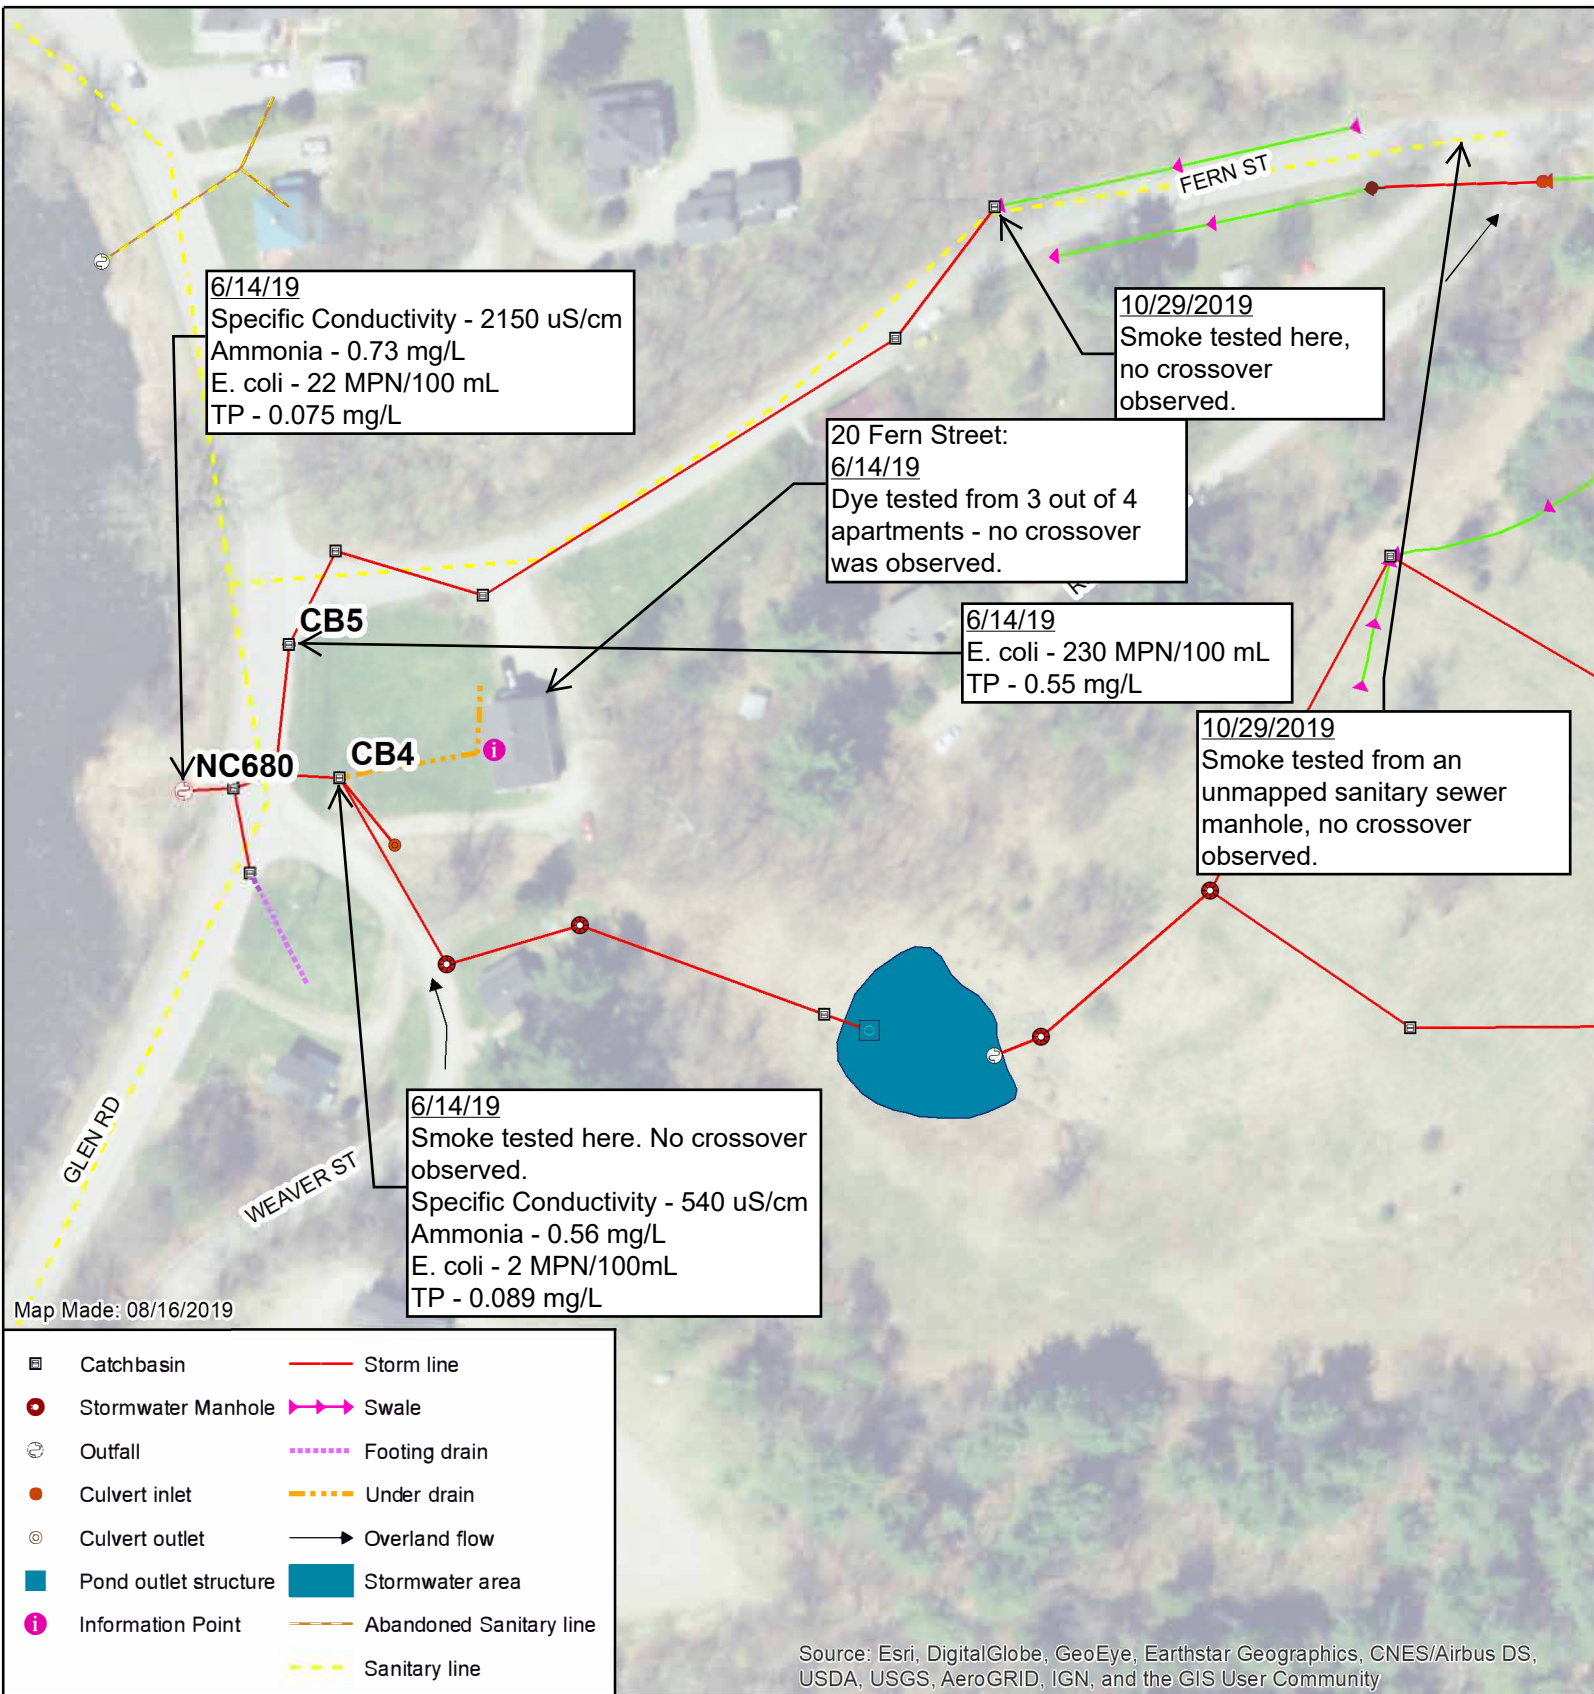 FERN ST
6/14/19
Specific Conductivity - 2150 uS/cm
Ammonia - 0.73 mg/L
E. coli - 22 MPN/100 mL
TP - 0.075 mg/L
10/29/2019
Smoke tested here,
no crossover
observed.
20 Fern Street:
6/14/19
Dye tested from 3 out of 4
apartments - no crossover
was observed.
CB5
6/14/19
E. coli - 230 MPN/100 mL
TP - 0.55 mg/L
10/29/2019
Smoke tested from an
unmapped sanitary sewer
manhole, no crossover
observed.
NC680
CB4
i
GLEN RD
WEAVER ST
6/14/19
Smoke tested here. No crossover
observed.
Specific Conductivity - 540 uS/cm
Ammonia - 0.56 mg/L
E. coli - 2 MPN/100mL
TP - 0.089 mg/L
Map Made: 08/16/2019
Catchbasin
Stormwater Manhole
Outfall
Culvert inlet
Culvert outlet
Pond outlet structure
i Information Point
Storm line
Swale
Footing drain
Under drain
Overland flow
Stormwater area
Abandoned Sanitary line
Sanitary line
Source: Esri, DigitalGlobe, GeoEye, Earthstar Geographics, CNES/Airbus DS,
USDA, USGS, AeroGRID, IGN, and the GIS User Community